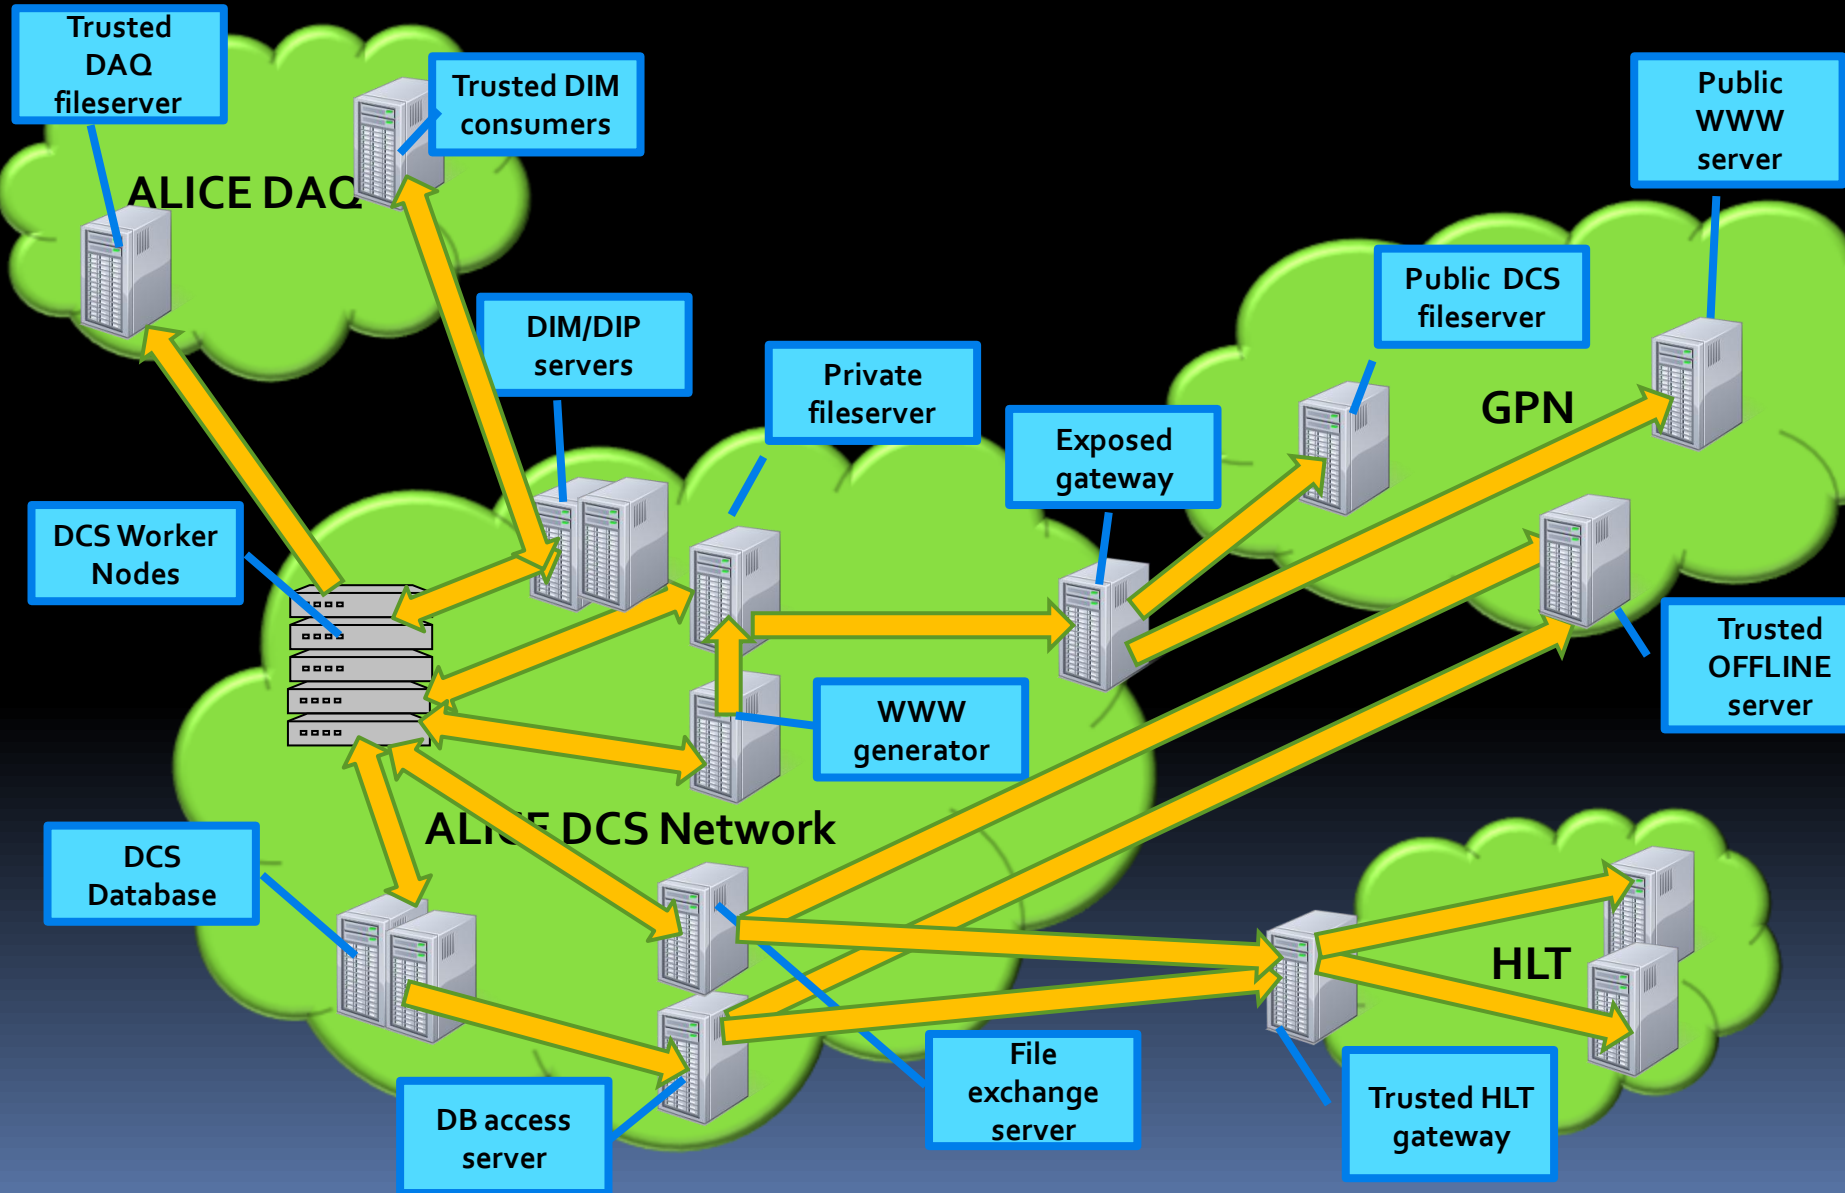 Trusted
DAQ
fileserver
Trusted DIM
consumers
ALICE DAQ
Public
WWW
server
Public DCS
fileserver
DIM/DIP
servers
Private
fileserver
GPN
Exposed
gateway
DCS Worker
Nodes
Trusted
OFFLINE
server
WWW
generator
ALICE DCS Network
DCS
Database
HLT
File
exchange
server
Trusted HLT
gateway
DB access
server